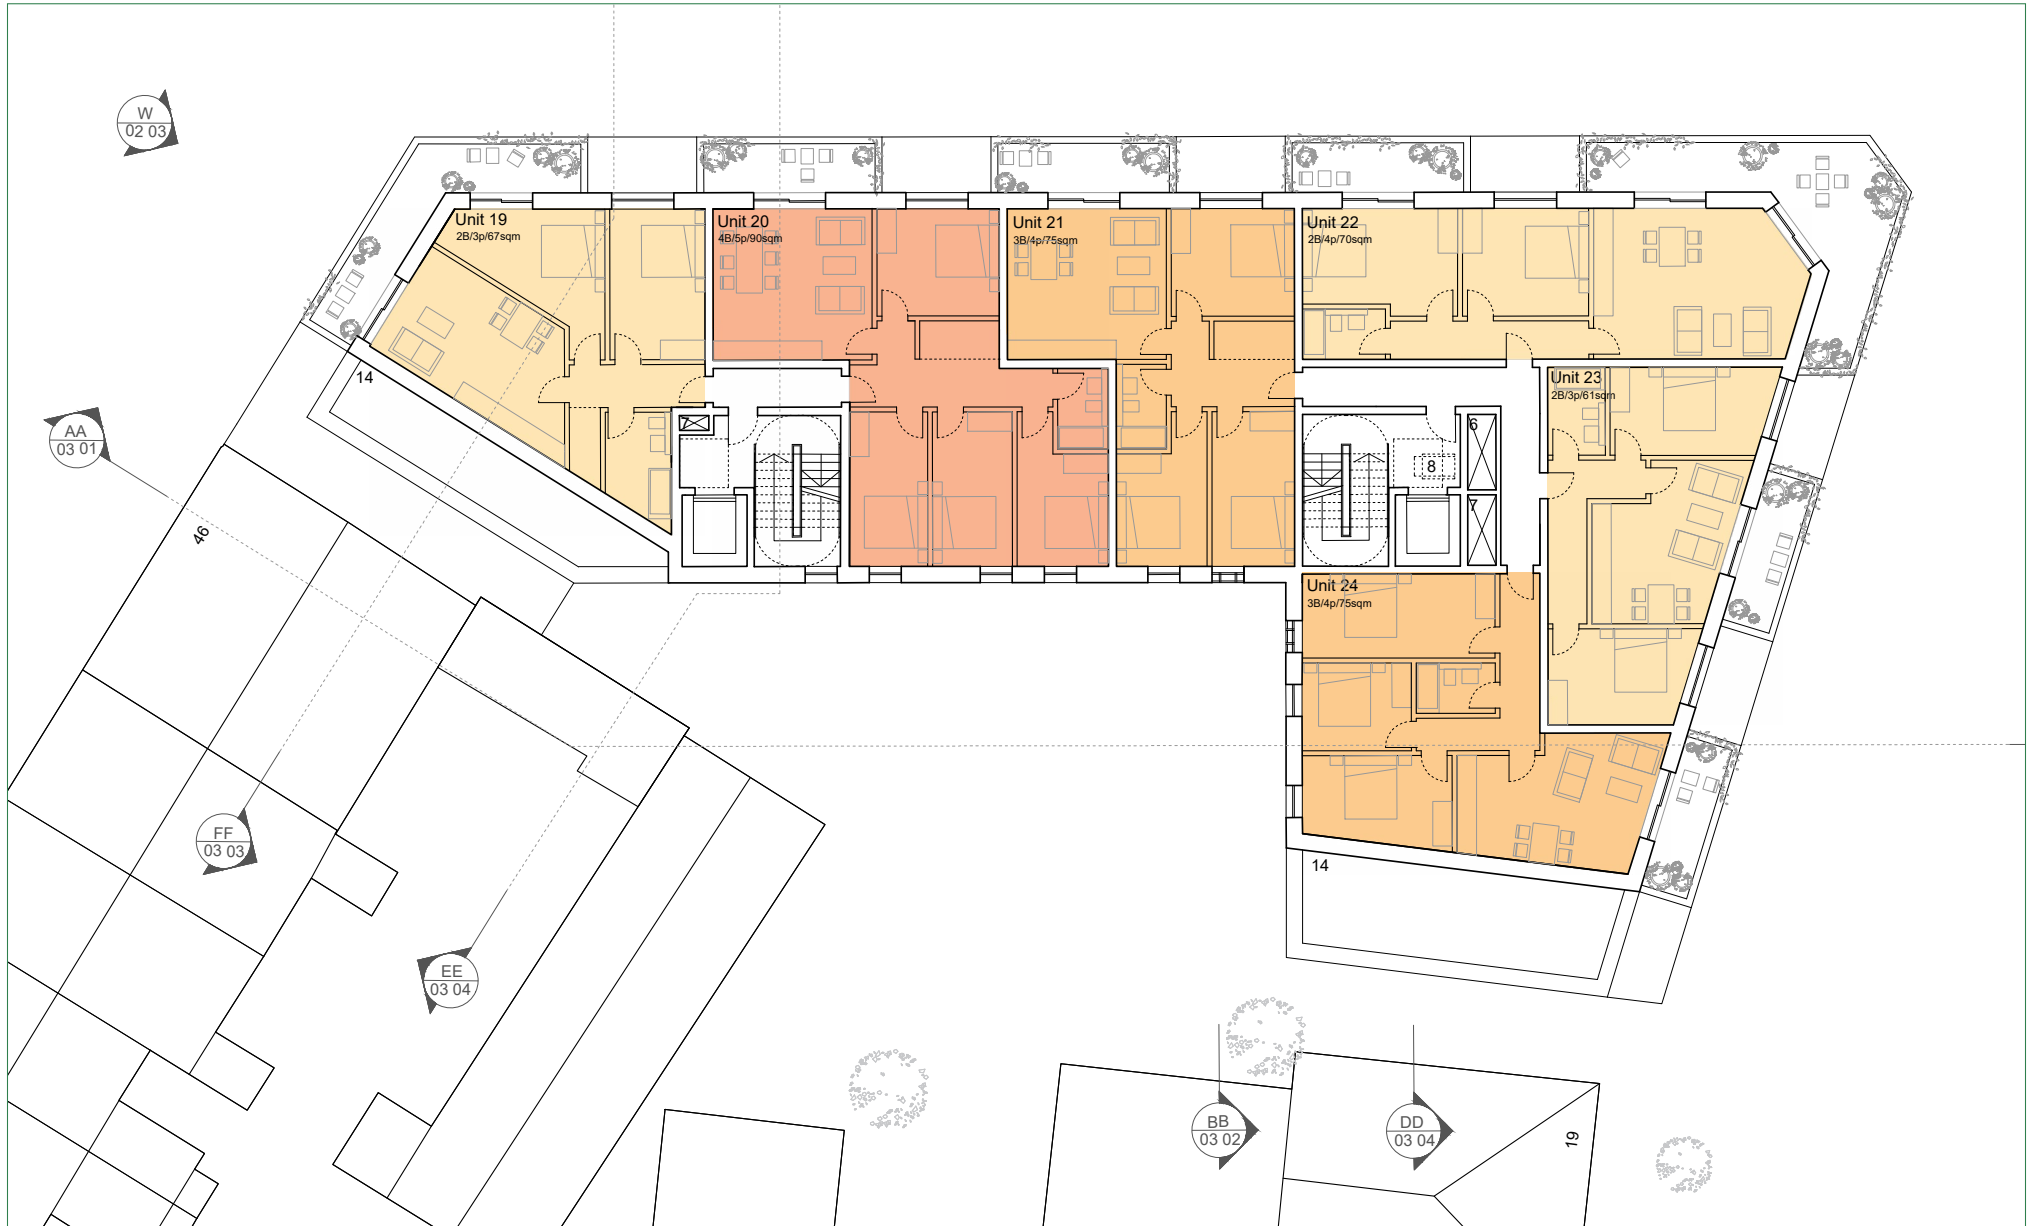 W
02 03
Unit 19
2B/3p/67sqm
Unit 20
4B/5p/90sqm
Unit 21
3B/4p/75sqm
Unit 22
2B/4p/70sqm
14
Unit 23
2B/3p/61sqm
7
6
AA
03 01
8
7
46
Unit 24
3B/4p/75sqm
FF
03 03
14
EE
03 04
BB
03 02
DD
03 04
19